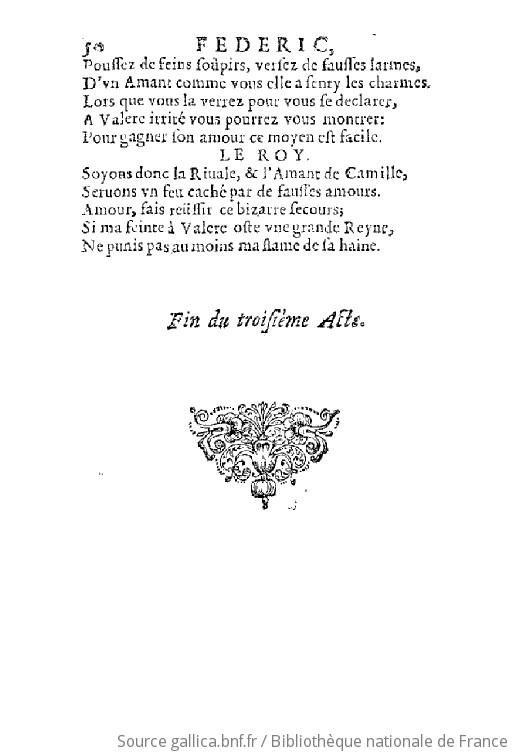 50 FEDERIC,
Pouſſez de feins ſoûpirs, verſez de fauſſes larmes,
D'vn Amant comme vous elle a ſenty les charmes.
Lors que vous la verrez pour vous ſe declarer,
A Valere irrité vous pourrez vous montrer:
Pour gagner ſon amour ce moyen eſt facile.
LE ROY.
Soyons donc la Riuale, & l'Amant de Camille,
Seruons vn feu caché par de fauſſes amours.
Amour, fais reüſſir ce bizarre ſecours;
Si ma feinte à Valere oſte vne grande Reyne,
Ne punis pas au moins ma flame de ſa haine.
Fin du troiſiéme Acte.
Source gallica.bnf.fr / Bibliothèque nationale de France